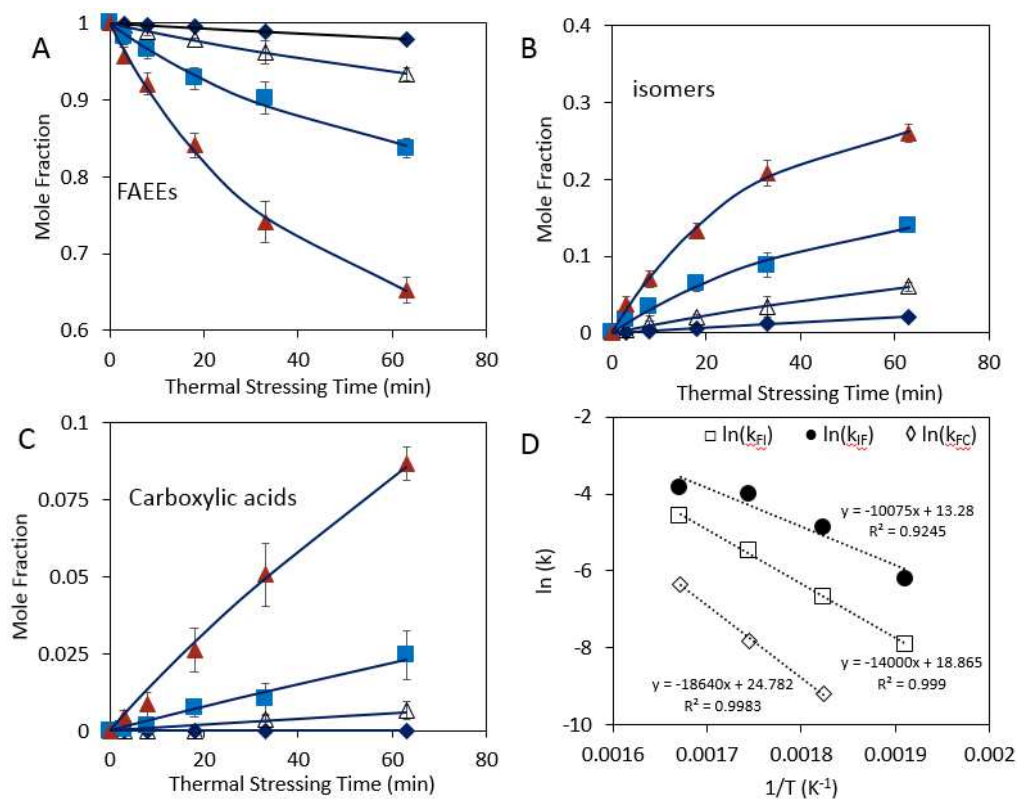 A
1
0.9
0.8
0.7
0.6
Mole Fraction
FAEEs
0 20 40 60 80
Thermal Stressing Time (min)
B
0.4
0.3
0.2
0.1
0
Mole Fraction
isomers
0 20 40 60 80
Thermal Stressing Time (min)
C
0.1
0.075
0.05
0.025
0
Mole Fraction
Carboxylic acids
0 20 40 60 80
Thermal Stressing Time (min)
D
-2
-4
-6
-8
-10
ln (k)
ln(kFI) ln(kIF) ln(kFC)
y = -10075x + 13.28
R² = 0.9245
y = -14000x + 18.865
R² = 0.999
y = -18640x + 24.782
R² = 0.9983
0.0016 0.0017 0.0018 0.0019 0.002
1/T (K⁻¹)